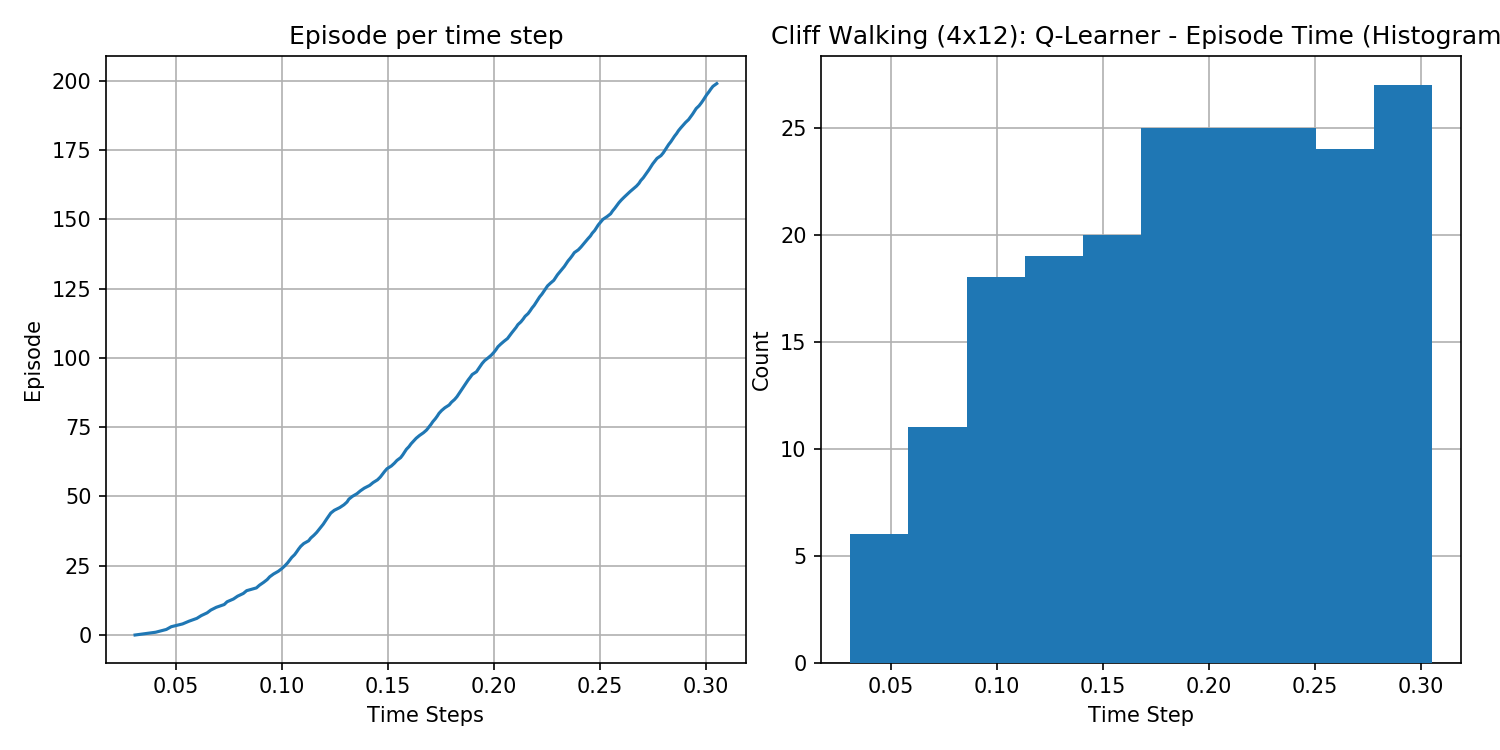 Episode per time step
Episode
200
175
150
125
100
75
50
25
0
0.05 0.10 0.15 0.20 0.25 0.30
Time Steps
Cliff Walking (4x12): Q-Learner - Episode Time (Histogram
Count
25
20
15
10
5
0
0.05 0.10 0.15 0.20 0.25 0.30
Time Step